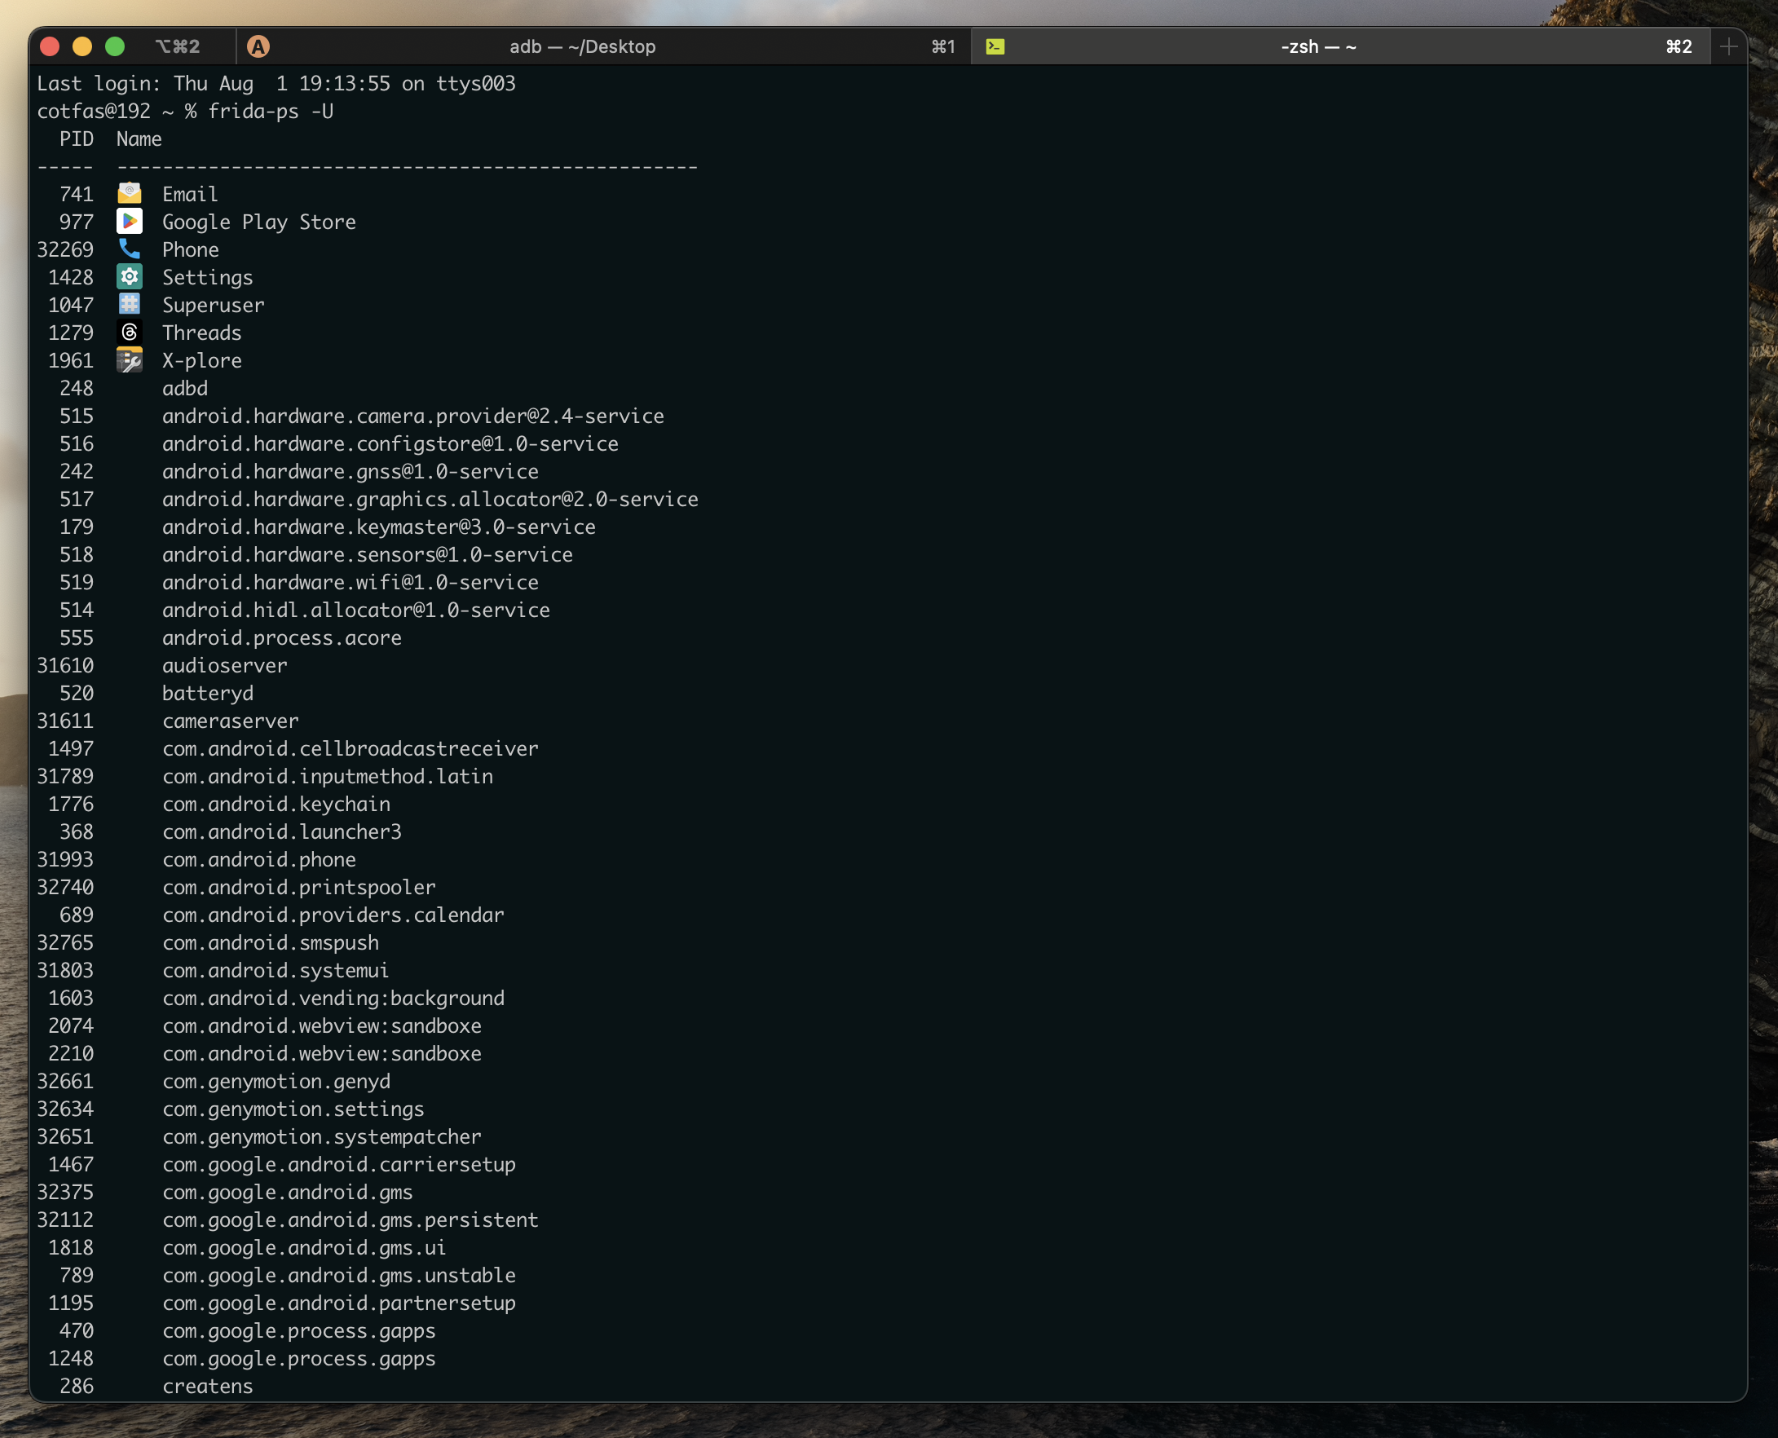 ⌥⌘2
A
adb — ~/Desktop
⌘1
-zsh — ~
⌘2
Last login: Thu Aug  1 19:13:55 on ttys003
cotfas@192 ~ % frida-ps -U
  PID  Name
-----  ---------------------------------------------------
  741  Email
  977  Google Play Store
32269  Phone
 1428  Settings
 1047  Superuser
 1279  Threads
 1961  X-plore
  248  adbd
  515  android.hardware.camera.provider@2.4-service
  516  android.hardware.configstore@1.0-service
  242  android.hardware.gnss@1.0-service
  517  android.hardware.graphics.allocator@2.0-service
  179  android.hardware.keymaster@3.0-service
  518  android.hardware.sensors@1.0-service
  519  android.hardware.wifi@1.0-service
  514  android.hidl.allocator@1.0-service
  555  android.process.acore
31610  audioserver
  520  batteryd
31611  cameraserver
 1497  com.android.cellbroadcastreceiver
31789  com.android.inputmethod.latin
 1776  com.android.keychain
  368  com.android.launcher3
31993  com.android.phone
32740  com.android.printspooler
  689  com.android.providers.calendar
32765  com.android.smspush
31803  com.android.systemui
 1603  com.android.vending:background
 2074  com.android.webview:sandboxe
 2210  com.android.webview:sandboxe
32661  com.genymotion.genyd
32634  com.genymotion.settings
32651  com.genymotion.systempatcher
 1467  com.google.android.carriersetup
32375  com.google.android.gms
32112  com.google.android.gms.persistent
 1818  com.google.android.gms.ui
  789  com.google.android.gms.unstable
 1195  com.google.android.partnersetup
  470  com.google.process.gapps
 1248  com.google.process.gapps
  286  createns